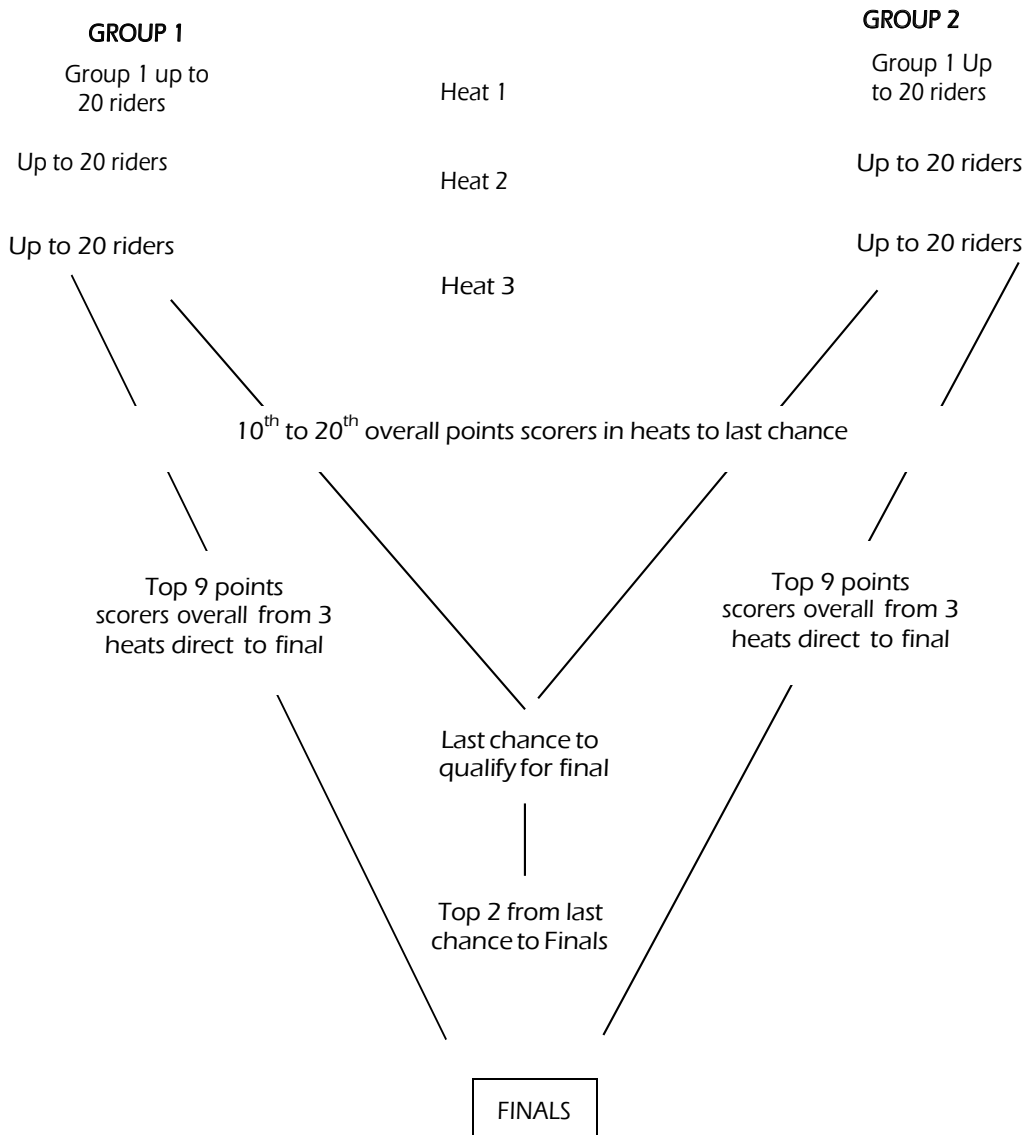 GROUP 1
GROUP 2
Group 1 up to
20 riders
Heat 1
Group 1 Up
to 20 riders
Up to 20 riders
Heat 2
Up to 20 riders
Up to 20 riders
Heat 3
Up to 20 riders
10th to 20th overall points scorers in heats to last chance
Top 9 points
scorers overall from 3
heats direct to final
Top 9 points
scorers overall from 3
heats direct to final
Last chance to
qualify for final
Top 2 from last
chance to Finals
FINALS